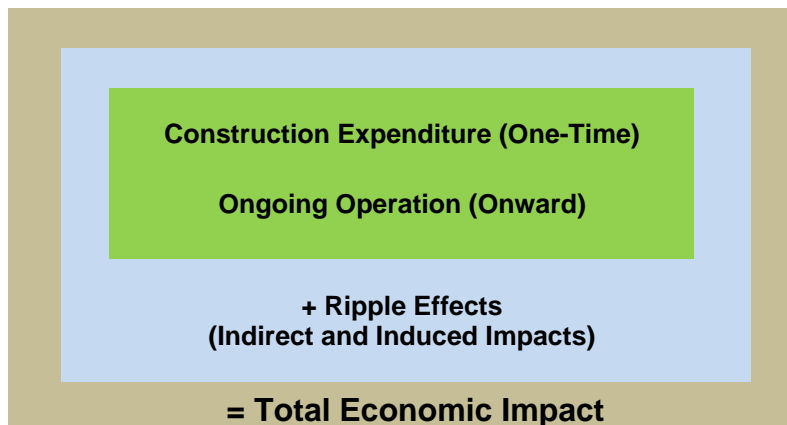 Construction Expenditure (One-Time)
Ongoing Operation (Onward)
+ Ripple Effects
(Indirect and Induced Impacts)
= Total Economic Impact